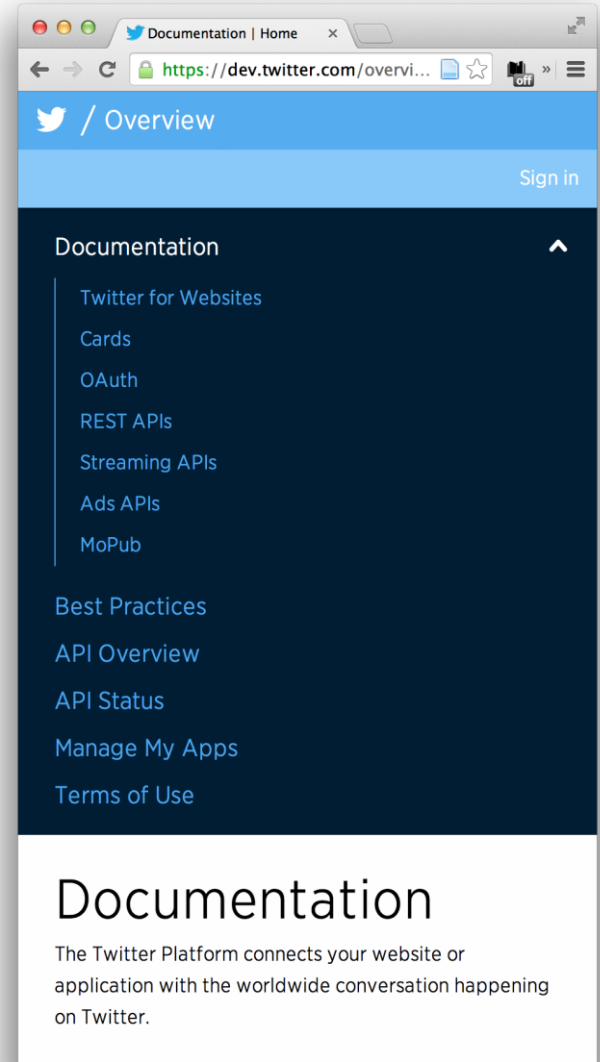 Documentation | Home
https://dev.twitter.com/overvi...
off
/ Overview
Sign in
Documentation
Twitter for Websites
Cards
OAuth
REST APIs
Streaming APIs
Ads APIs
MoPub
Best Practices
API Overview
API Status
Manage My Apps
Terms of Use
Documentation
The Twitter Platform connects your website or
application with the worldwide conversation happening
on Twitter.